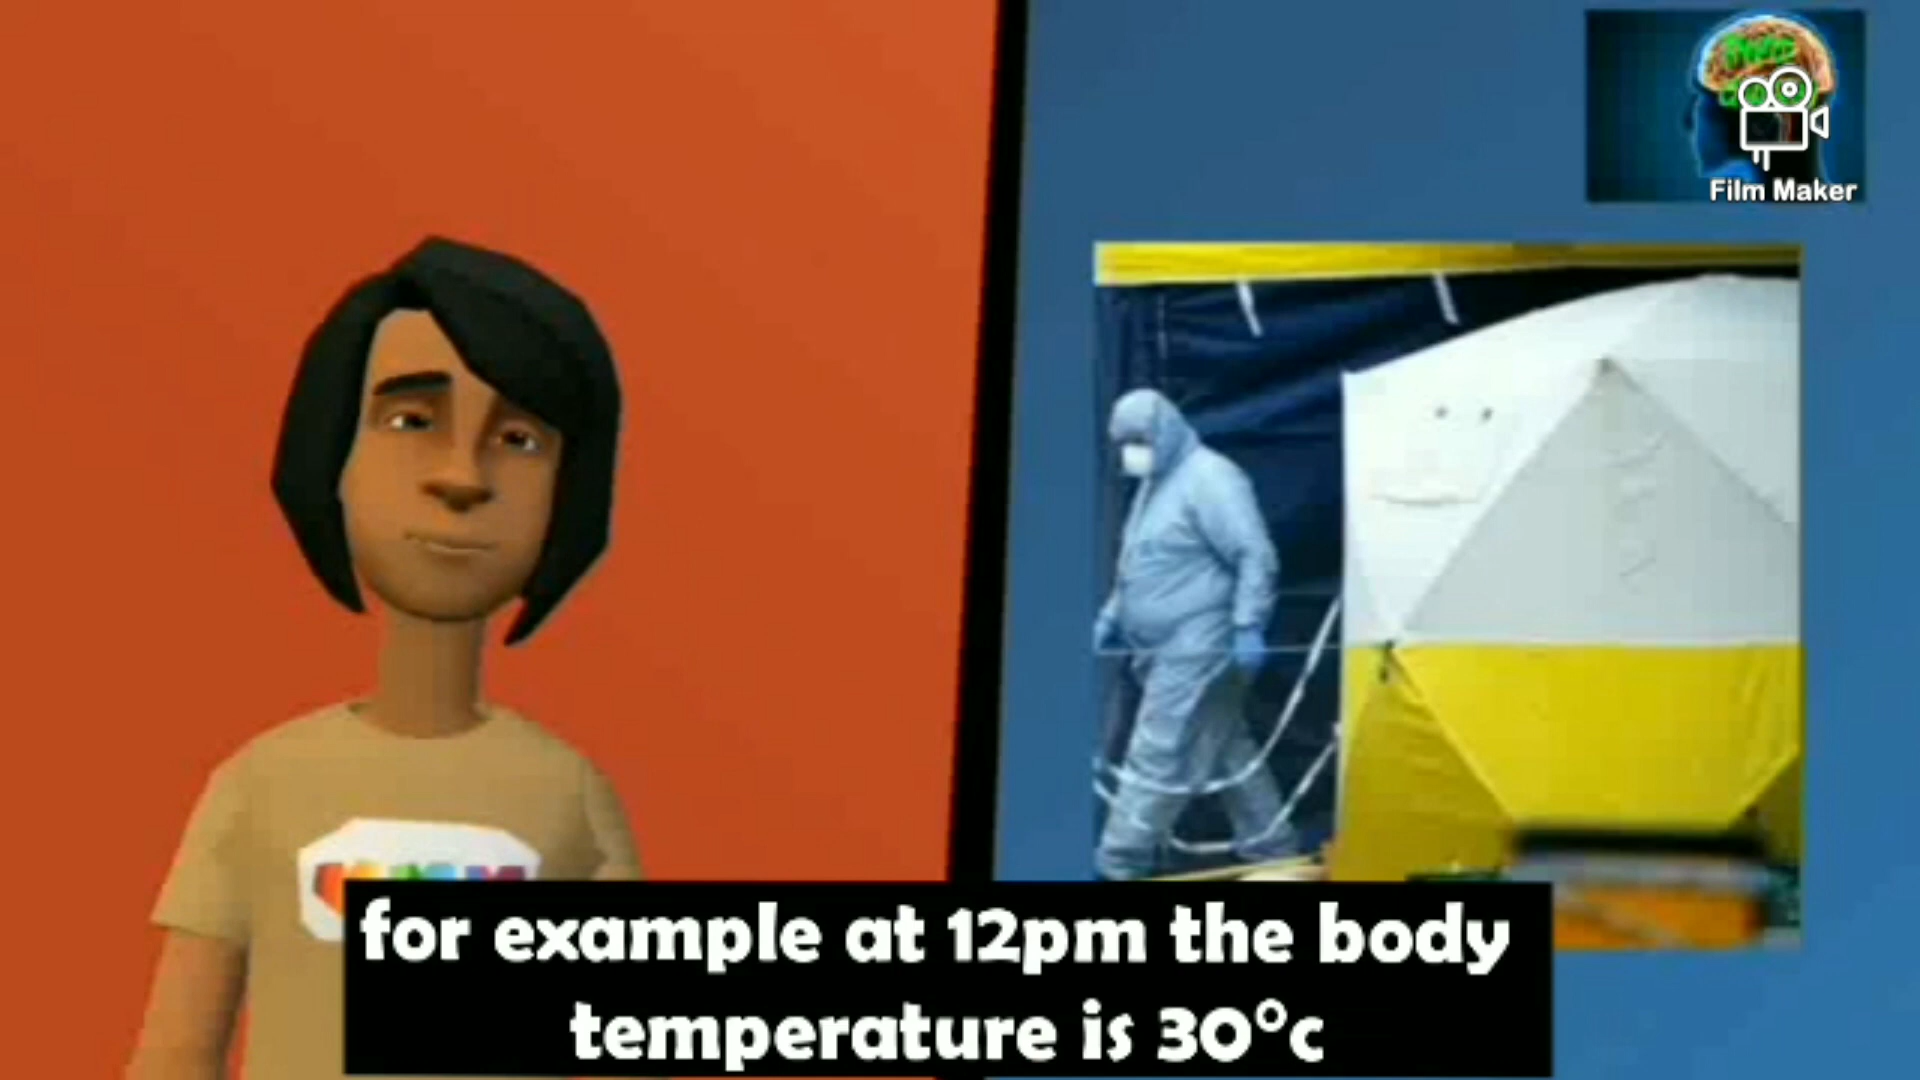 Film Maker
for example at 12pm the body
temperature is 30°c